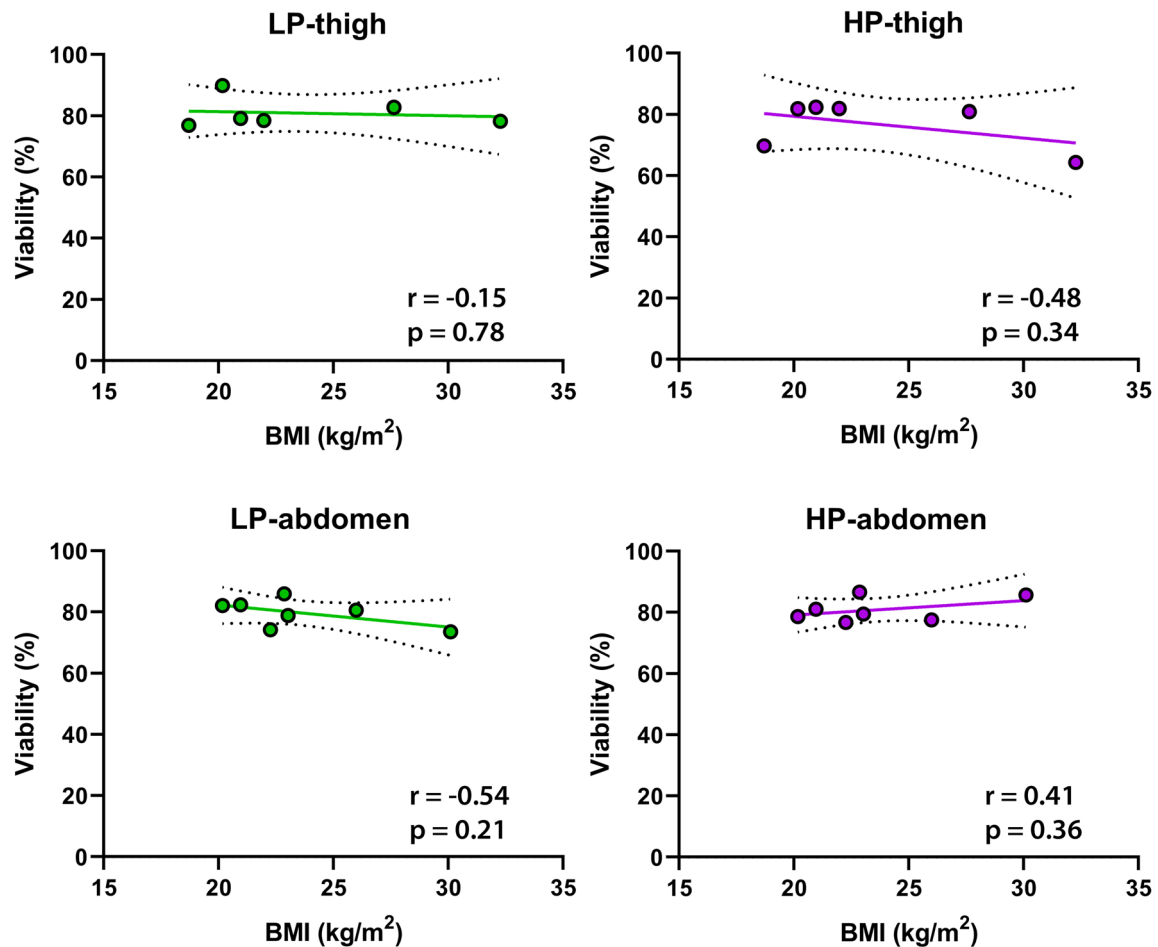 LP-thigh
100
80
60
40
20
0
Viability (%)
15
20
25
30
35
BMI (kg/m²)
r = -0.15
p = 0.78
HP-thigh
100
80
60
40
20
0
Viability (%)
15
20
25
30
35
BMI (kg/m²)
r = -0.48
p = 0.34
LP-abdomen
100
80
60
40
20
0
Viability (%)
15
20
25
30
35
BMI (kg/m²)
r = -0.54
p = 0.21
HP-abdomen
100
80
60
40
20
0
Viability (%)
15
20
25
30
35
BMI (kg/m²)
r = 0.41
p = 0.36